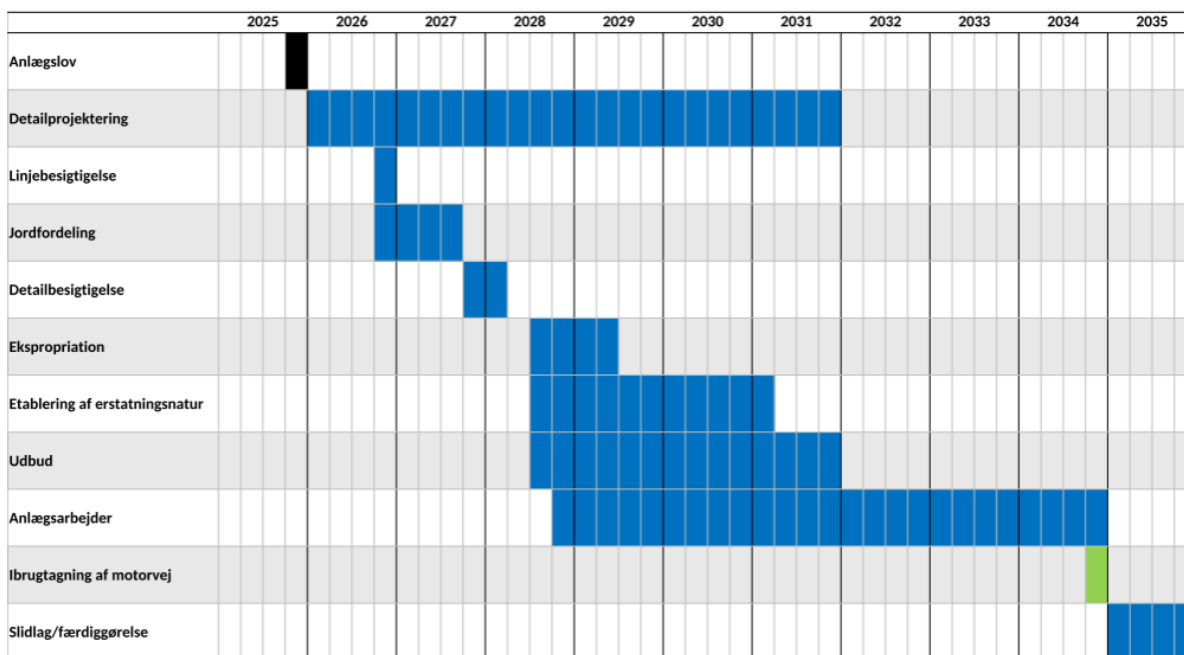 2025 2026 2027 2028 2029 2030 2031 2032 2033 2034 2035
Anlægslov
Detailprojektering
Linjebesigtigelse
Jordfordeling
Detailbesigtigelse
Ekspropriation
Etablering af erstatningsnatur
Udbud
Anlægsarbejder
Ibrugtagning af motorvej
Slidlag/færdiggørelse